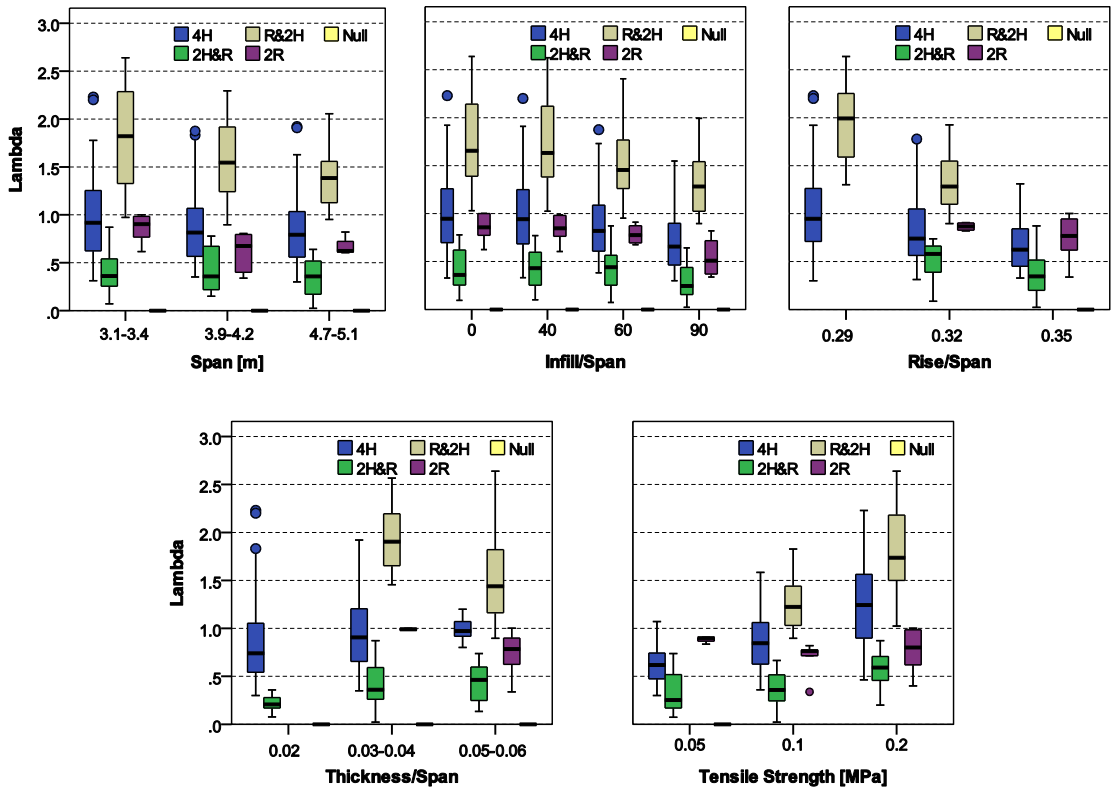 3.0
2.5
2.0
1.5
1.0
.5
.0
Lambda
4H R&2H Null
2H&R 2R
3.1-3.4 3.9-4.2 4.7-5.1
Span [m]
4H R&2H Null
2H&R 2R
0 40 60 90
Infill/Span
4H R&2H Null
2H&R 2R
0.29 0.32 0.35
Rise/Span
3.0
2.5
2.0
1.5
1.0
.5
.0
Lambda
4H R&2H Null
2H&R 2R
0.02 0.03-0.04 0.05-0.06
Thickness/Span
4H R&2H Null
2H&R 2R
0.05 0.1 0.2
Tensile Strength [MPa]